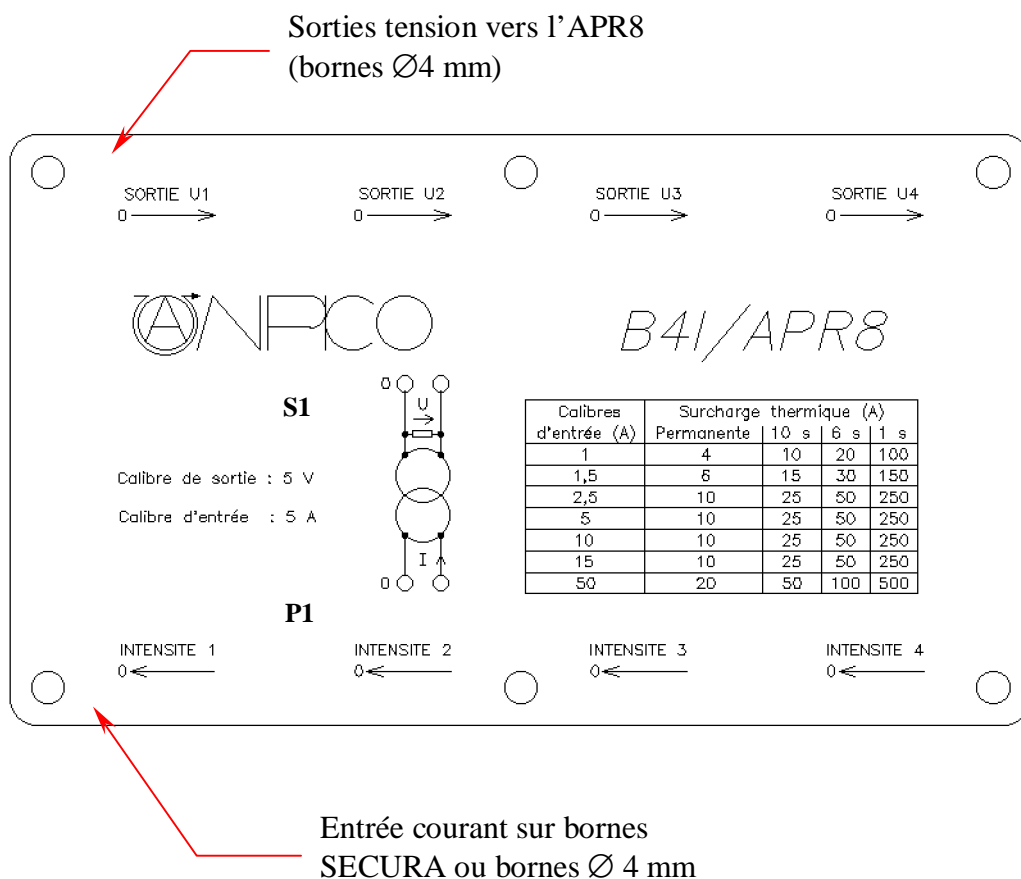 Sorties tension vers l’APR8
(bornes ∅4 mm)
SORTIE U1 SORTIE U2 SORTIE U3 SORTIE U4
0 0 0 0
ANPICO B4I/APR8
0
S1 U
Calibres Surcharge thermique (A)
d'entrée (A) Permanente 10 s 6 s 1 s
1 4 10 20 100
1,5 6 15 30 150
2,5 10 25 50 250
5 10 25 50 250
10 10 25 50 250
15 10 25 50 250
50 20 50 100 500
Calibre de sortie : 5 V
Calibre d'entrée : 5 A
I
0
P1
INTENSITE 1 INTENSITE 2 INTENSITE 3 INTENSITE 4
0 0 0 0
Entrée courant sur bornes
SECURA ou bornes ∅ 4 mm